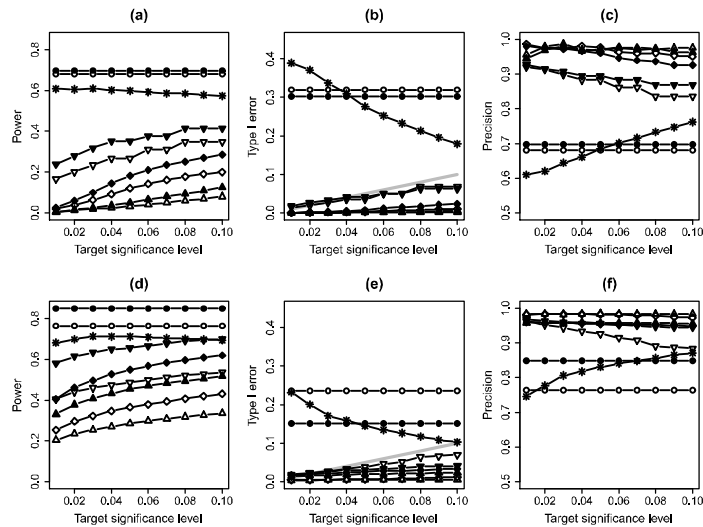 (a)
Power
0.0 0.2 0.4 0.6 0.8
0.02 0.04 0.06 0.08 0.10
Target significance level
(b)
Type I error
0.0 0.1 0.2 0.3 0.4
0.02 0.04 0.06 0.08 0.10
Target significance level
(c)
Precision
0.5 0.6 0.7 0.8 0.9 1.0
0.02 0.04 0.06 0.08 0.10
Target significance level
(d)
Power
0.0 0.2 0.4 0.6 0.8
0.02 0.04 0.06 0.08 0.10
Target significance level
(e)
Type I error
0.0 0.1 0.2 0.3 0.4
0.02 0.04 0.06 0.08 0.10
Target significance level
(f)
Precision
0.5 0.6 0.7 0.8 0.9 1.0
0.02 0.04 0.06 0.08 0.10
Target significance level